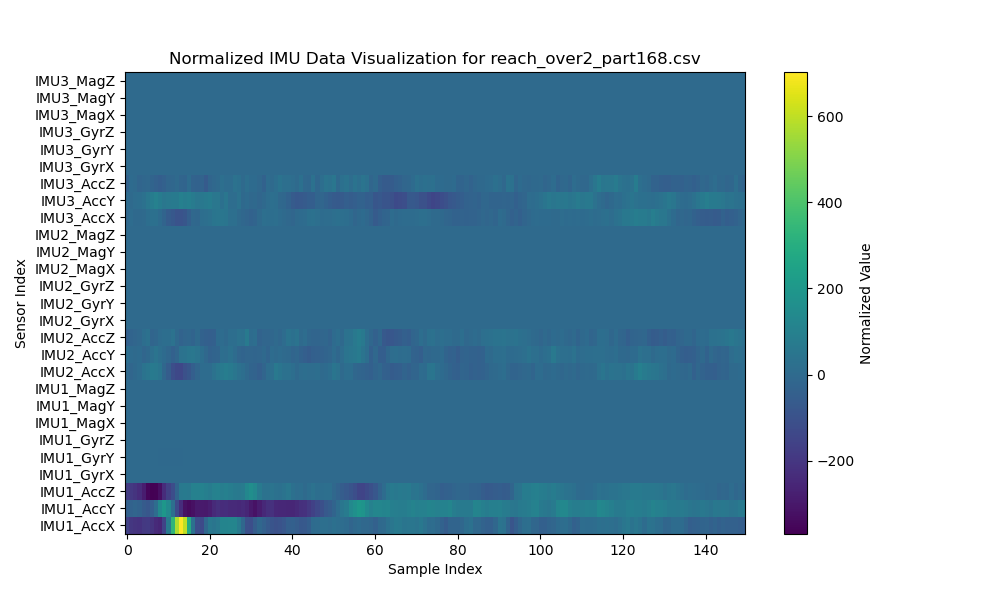 Normalized IMU Data Visualization for reach_over2_part168.csv
IMU3_MagZ
IMU3_MagY
IMU3_MagX
IMU3_GyrZ
IMU3_GyrY
IMU3_GyrX
IMU3_AccZ
IMU3_AccY
IMU3_AccX
IMU2_MagZ
IMU2_MagY
IMU2_MagX
IMU2_GyrZ
IMU2_GyrY
IMU2_GyrX
IMU2_AccZ
IMU2_AccY
IMU2_AccX
IMU1_MagZ
IMU1_MagY
IMU1_MagX
IMU1_GyrZ
IMU1_GyrY
IMU1_GyrX
IMU1_AccZ
IMU1_AccY
IMU1_AccX
Sensor Index
0 20 40 60 80 100 120 140
Sample Index
600
400
200
0
−200
Normalized Value